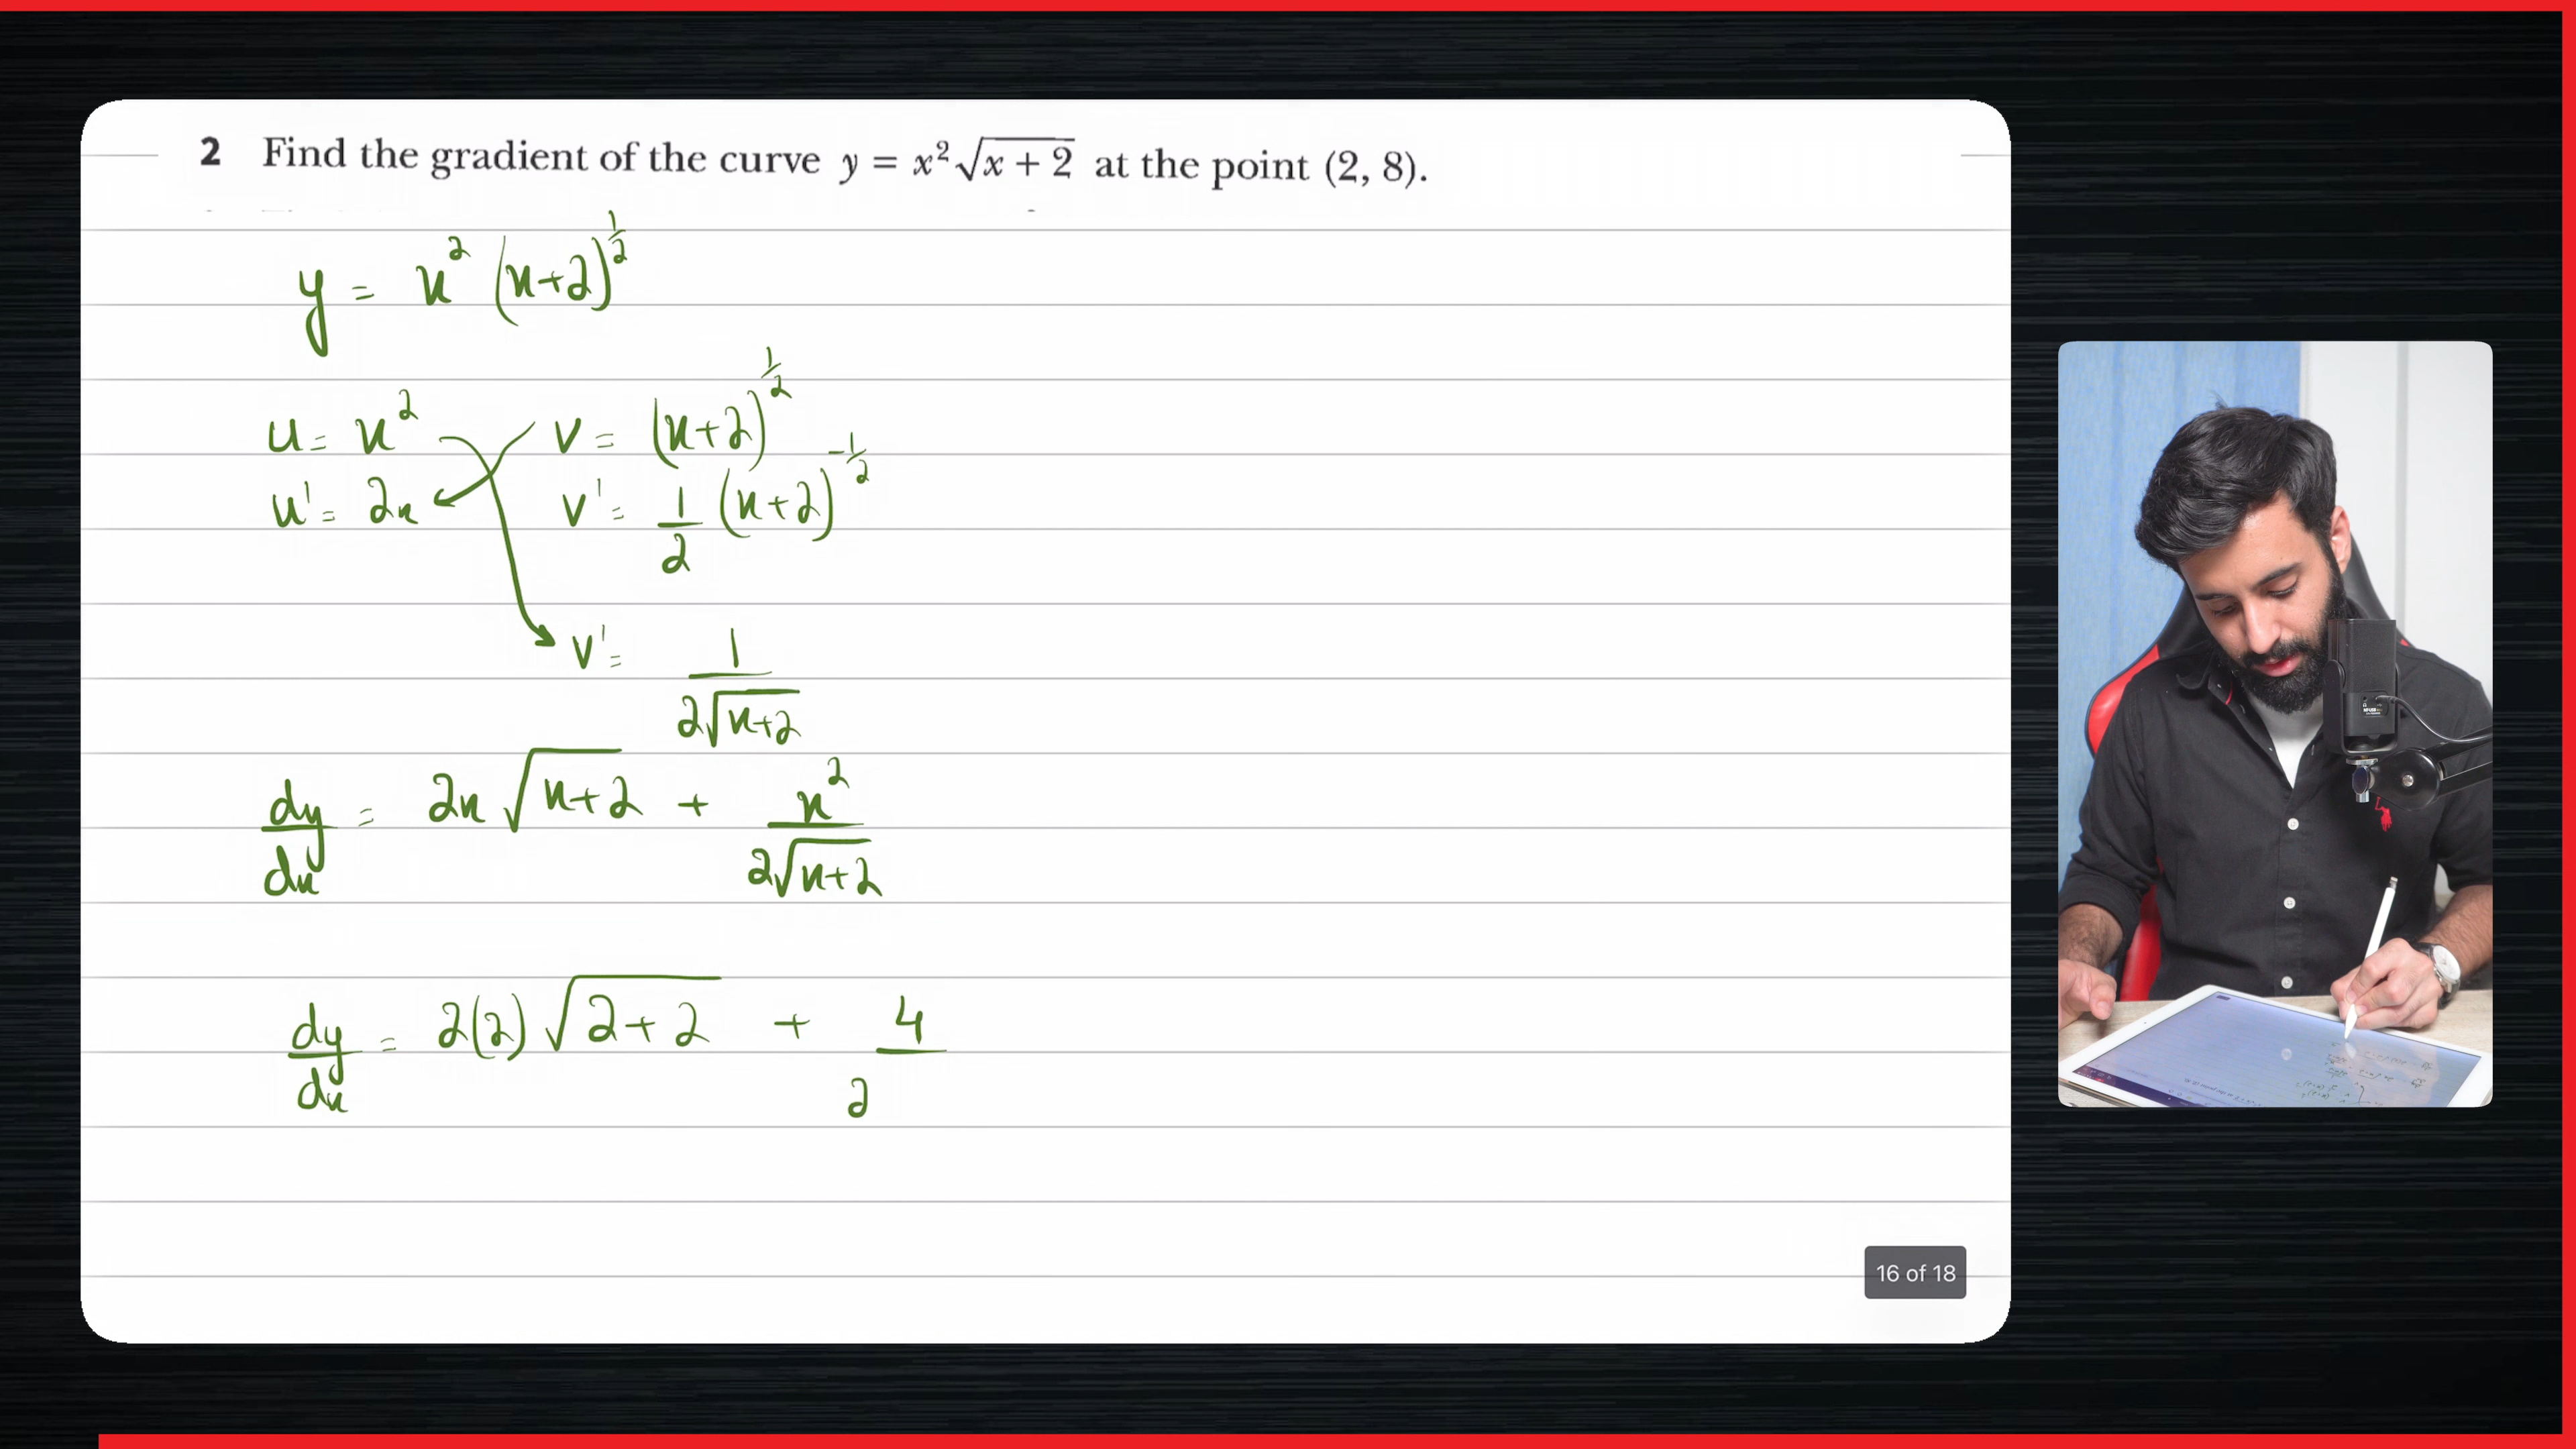 2 Find the gradient of the curve y = x²√(x + 2) at the point (2, 8).
y = x² (x+2)^½
u = x² v = (x+2)^½
u' = 2x v' = 1/2 (x+2)^-½
v' = 1/(2√(x+2))
dy/dx = 2x √(x+2) + x²/(2√(x+2))
dy/dx = 2(2) √(2+2) + 4/2
16 of 18